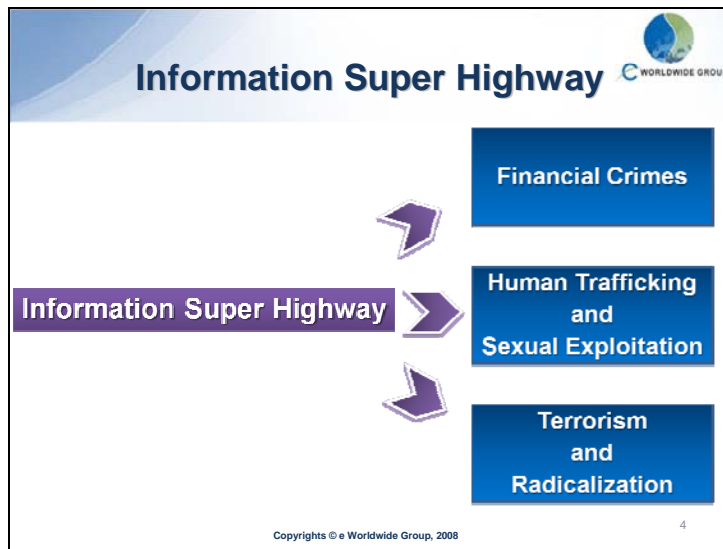 Information Super Highway
e WORLDWIDE GROU
Financial Crimes
Information Super Highway
Human Trafficking
and
Sexual Exploitation
Terrorism
and
Radicalization
Copyrights © e Worldwide Group, 2008
4